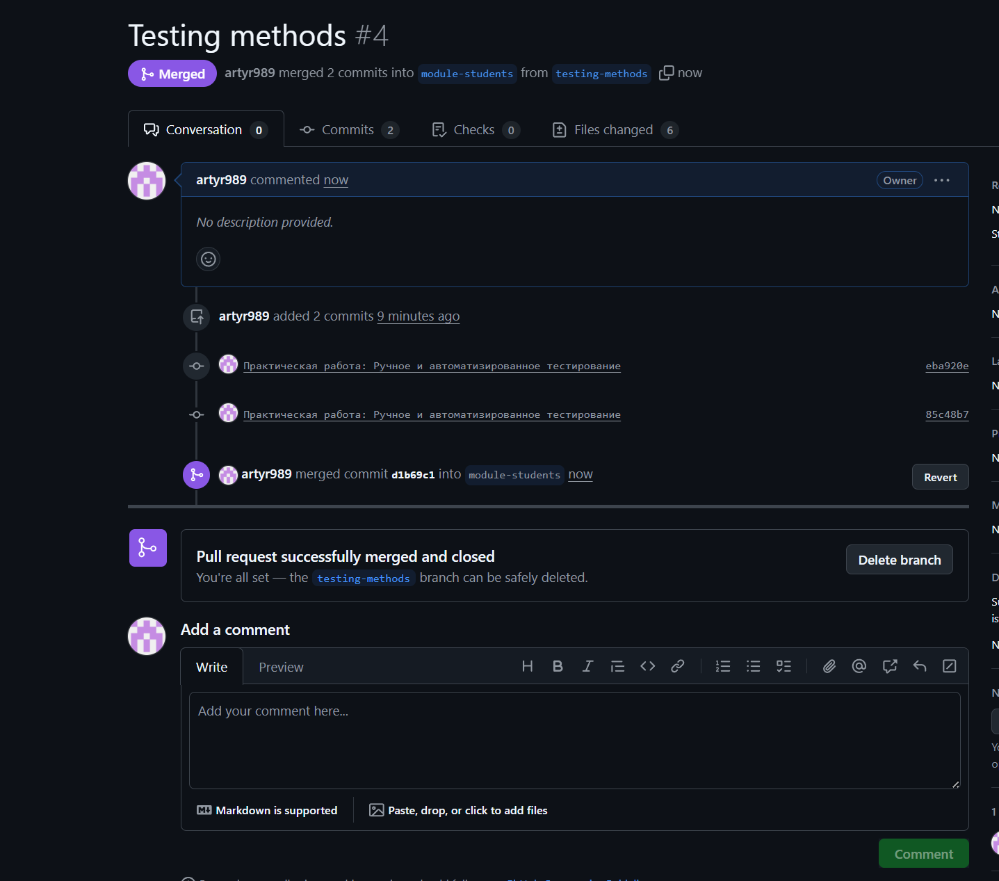 Testing methods #4
Merged artyr989 merged 2 commits into module-students from testing-methods now
Conversation 0 Commits 2 Checks 0 Files changed 6
artyr989 commented now Owner
No description provided.
artyr989 added 2 commits 9 minutes ago
Практическая работа: Ручное и автоматизированное тестирование eba920e
Практическая работа: Ручное и автоматизированное тестирование 85c48b7
artyr989 merged commit d1b69c1 into module-students now Revert
Pull request successfully merged and closed
You're all set — the testing-methods branch can be safely deleted.
Delete branch
Add a comment
Write Preview
Add your comment here...
Markdown is supported Paste, drop, or click to add files
Comment